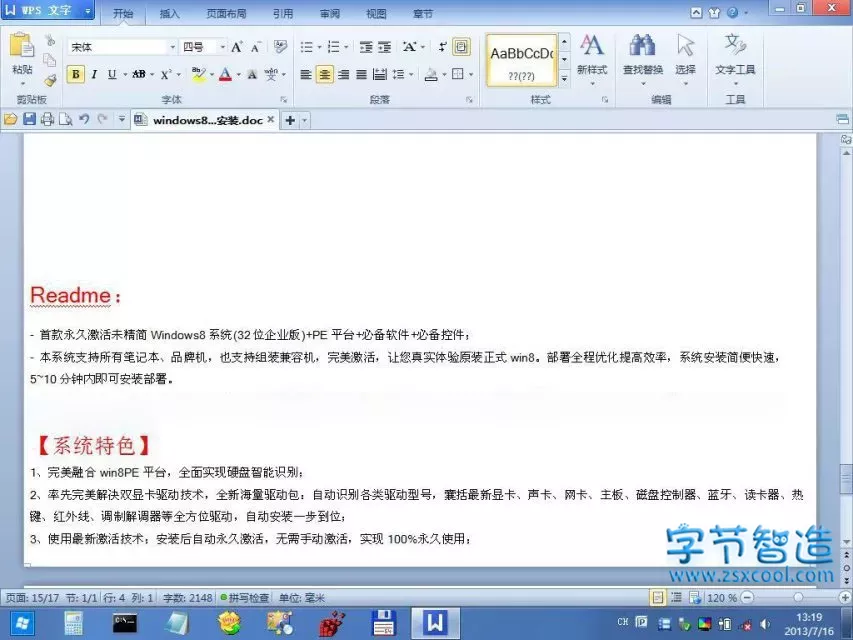 WPS 文字
开始 插入 页面布局 引用 审阅 视图 章节
宋体 四号
粘贴
B I U AB X²
剪贴板 字体 段落
AaBbCcDc
??(??)
新样式 查找替换 选择 文字工具
样式 编辑 工具
windows8...安装.doc
Readme：
- 首款永久激活未精简 Windows8 系统(32 位企业版)+PE 平台+必备软件+必备控件；
- 本系统支持所有笔记本、品牌机，也支持组装兼容机，完美激活，让您真实体验原装正式 win8。部署全程优化提高效率，系统安装简便快速，
5~10 分钟内即可安装部署。
【系统特色】
1、完美融合 win8PE 平台，全面实现硬盘智能识别；
2、率先完美解决双显卡驱动技术，全新海量驱动包：自动识别各类驱动型号，囊括最新显卡、声卡、网卡、主板、磁盘控制器、蓝牙、读卡器、热
键、红外线、调制解调器等全方位驱动，自动安装一步到位；
3、使用最新激活技术；安装后自动永久激活，无需手动激活，实现 100%永久使用；
字节智造
www.zsxcool.com
页面: 15/17 节: 1/1 行: 4 列: 1 字数: 2148 拼写检查 单位: 毫米 120 %
CH
13:19
2013/7/16